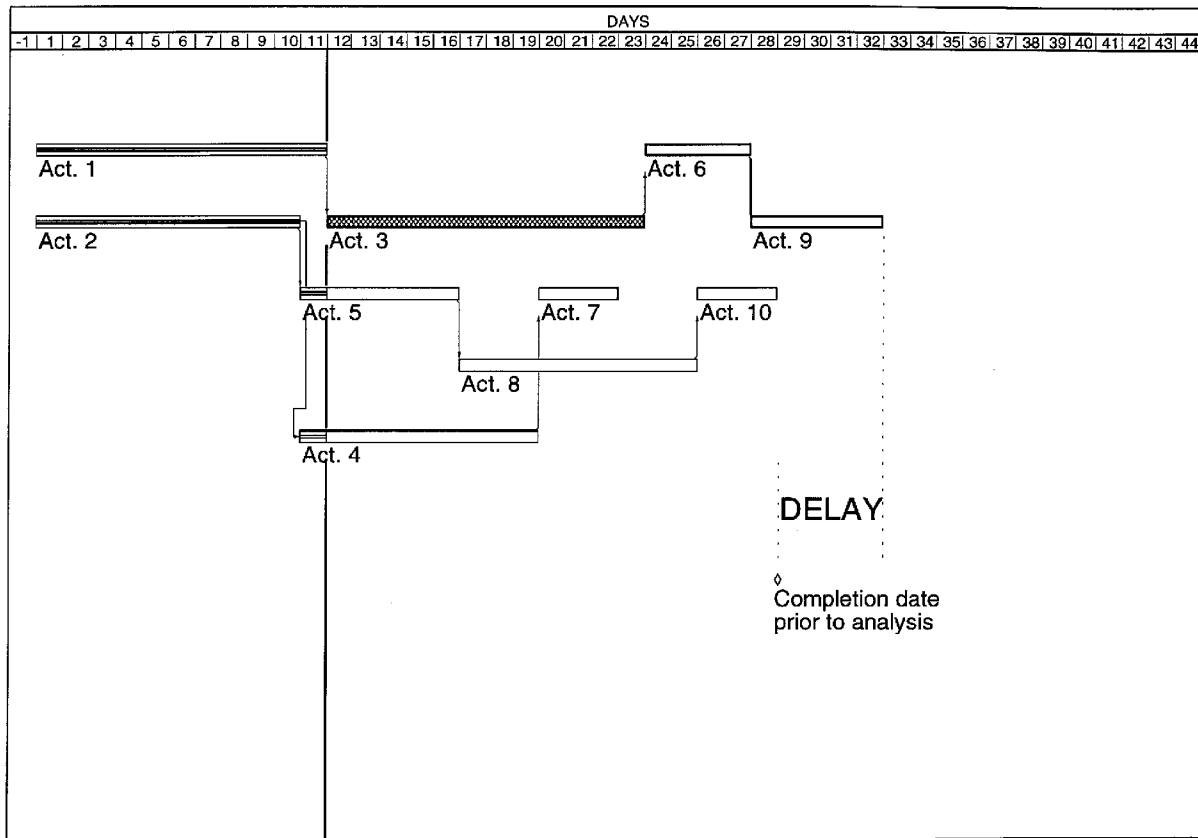 DAYS
-1 1 2 3 4 5 6 7 8 9 10 11 12 13 14 15 16 17 18 19 20 21 22 23 24 25 26 27 28 29 30 31 32 33 34 35 36 37 38 39 40 41 42 43 44
Act. 1
Act. 6
Act. 2
Act. 3
Act. 9
Act. 5
Act. 7
Act. 10
Act. 8
Act. 4
DELAY
Completion date
prior to analysis